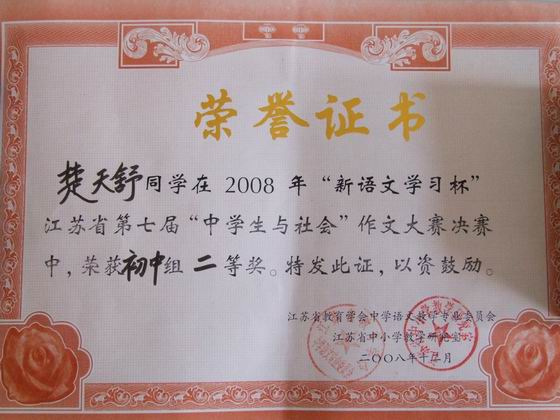 荣誉证书
楚天舒同学在 2008 年“新语文学习杯”
江苏省第七届“中学生与社会”作文大赛决赛
中，荣获初中组 二等奖。特发此证，以资鼓励。
江苏省教育学会中学语文教学专业委员会
江苏省中小学教学研究室
二〇〇八年十二月